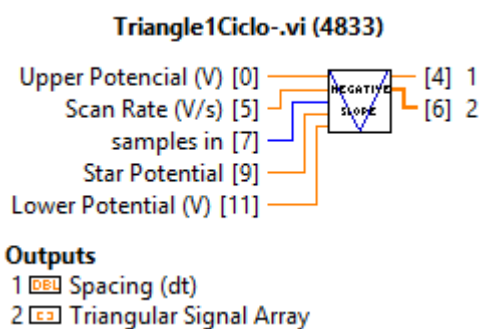 Triangle1Ciclo-.vi (4833)
Upper Potencial (V) [0]
Scan Rate (V/s) [5]
samples in [7]
Star Potential [9]
Lower Potential (V) [11]
NEGATIVE
SLOPE
[4] 1
[6] 2
Outputs
1 DBL Spacing (dt)
2 Triangular Signal Array